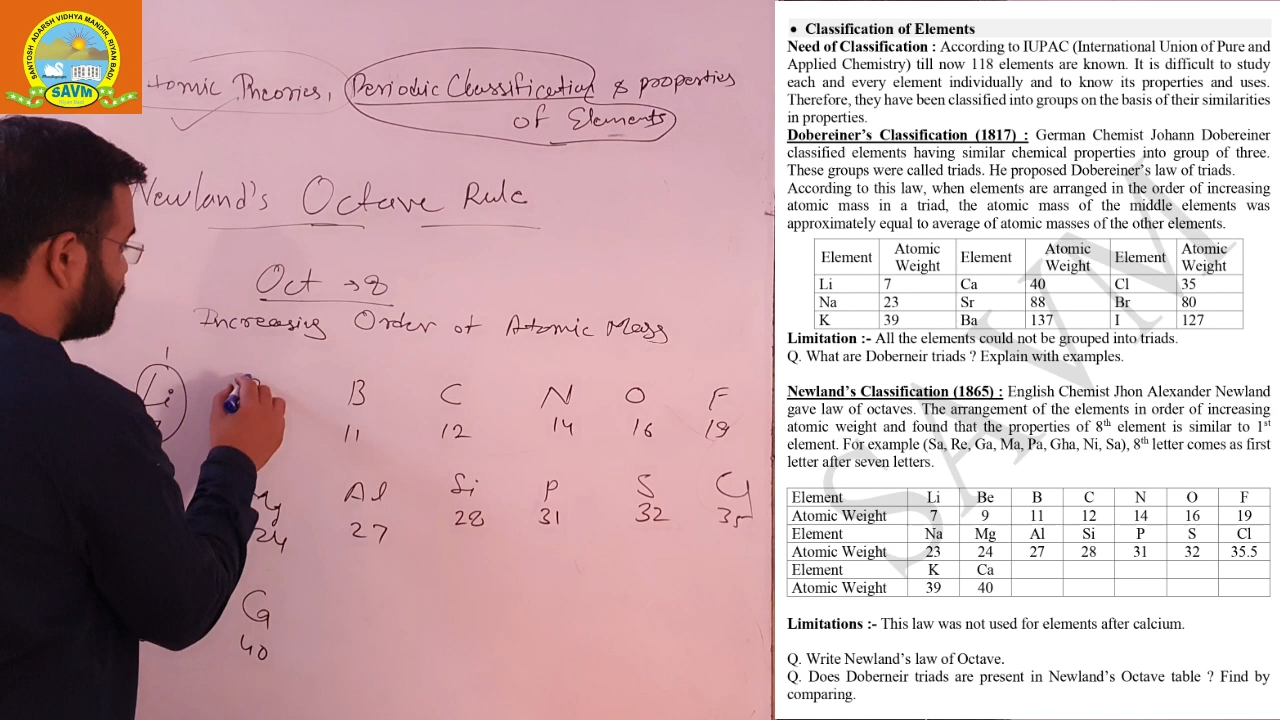 SANTOSH ADARSH VIDHYA MANDIR, RIYAN BADI
SAVM
Atomic Theories, Periodic Classification & properties
of Elements
Newland's Octave Rule
Oct → 8
Increasing Order of Atomic Mass
1
Li B C N O F
11 12 14 16 19
Mg Al Si P S Cl
24 27 28 31 32 35
Ca
40
• Classification of Elements
Need of Classification : According to IUPAC (International Union of Pure and
Applied Chemistry) till now 118 elements are known. It is difficult to study
each and every element individually and to know its properties and uses.
Therefore, they have been classified into groups on the basis of their similarities
in properties.
Dobereiner's Classification (1817) : German Chemist Johann Dobereiner
classified elements having similar chemical properties into group of three.
These groups were called triads. He proposed Dobereiner's law of triads.
According to this law, when elements are arranged in the order of increasing
atomic mass in a triad, the atomic mass of the middle elements was
approximately equal to average of atomic masses of the other elements.
Element Atomic Weight Element Atomic Weight Element Atomic Weight
Li 7 Ca 40 Cl 35
Na 23 Sr 88 Br 80
K 39 Ba 137 I 127
Limitation :- All the elements could not be grouped into triads.
Q. What are Doberneir triads ? Explain with examples.
Newland's Classification (1865) : English Chemist Jhon Alexander Newland
gave law of octaves. The arrangement of the elements in order of increasing
atomic weight and found that the properties of 8th element is similar to 1st
element. For example (Sa, Re, Ga, Ma, Pa, Gha, Ni, Sa), 8th letter comes as first
letter after seven letters.
Element Li Be B C N O F
Atomic Weight 7 9 11 12 14 16 19
Element Na Mg Al Si P S Cl
Atomic Weight 23 24 27 28 31 32 35.5
Element K Ca
Atomic Weight 39 40
Limitations :- This law was not used for elements after calcium.
Q. Write Newland's law of Octave.
Q. Does Doberneir triads are present in Newland's Octave table ? Find by
comparing.
SAVM